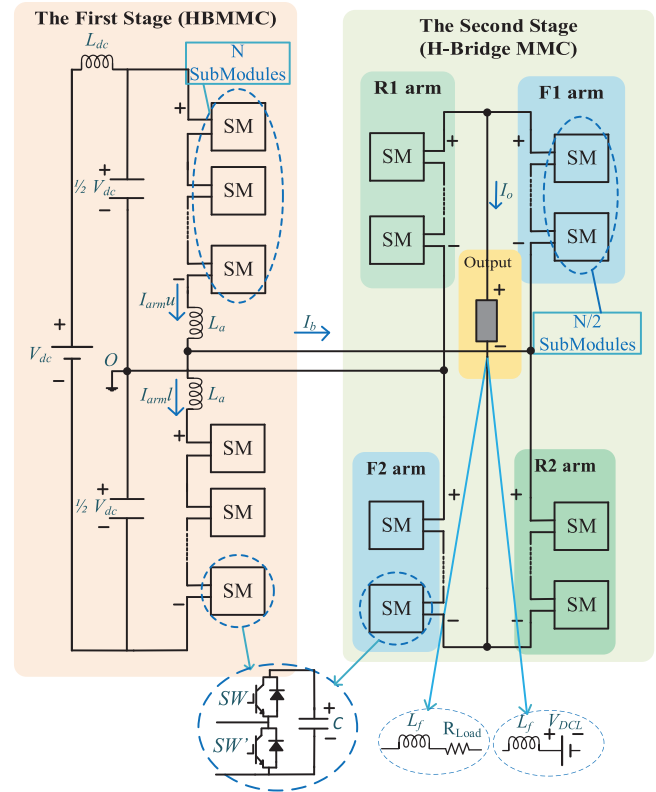 The First Stage (HBMMC)
The Second Stage
(H-Bridge MMC)
L_dc
N
SubModules
R1 arm
F1 arm
+
SM
SM
SM
½ V_dc
+
−
SM
SM
SM
SM
+
−
+
−
I_o
−
Output
+
−
N/2
SubModules
I_armu
L_a
I_b
+
V_dc
−
O
I_arml
L_a
+
SM
SM
SM
−
½ V_dc
+
−
F2 arm
R2 arm
+
SM
SM
−
+
SM
SM
−
SW
SW'
+
C
−
L_f
R_Load
L_f
+
V_DCL
−